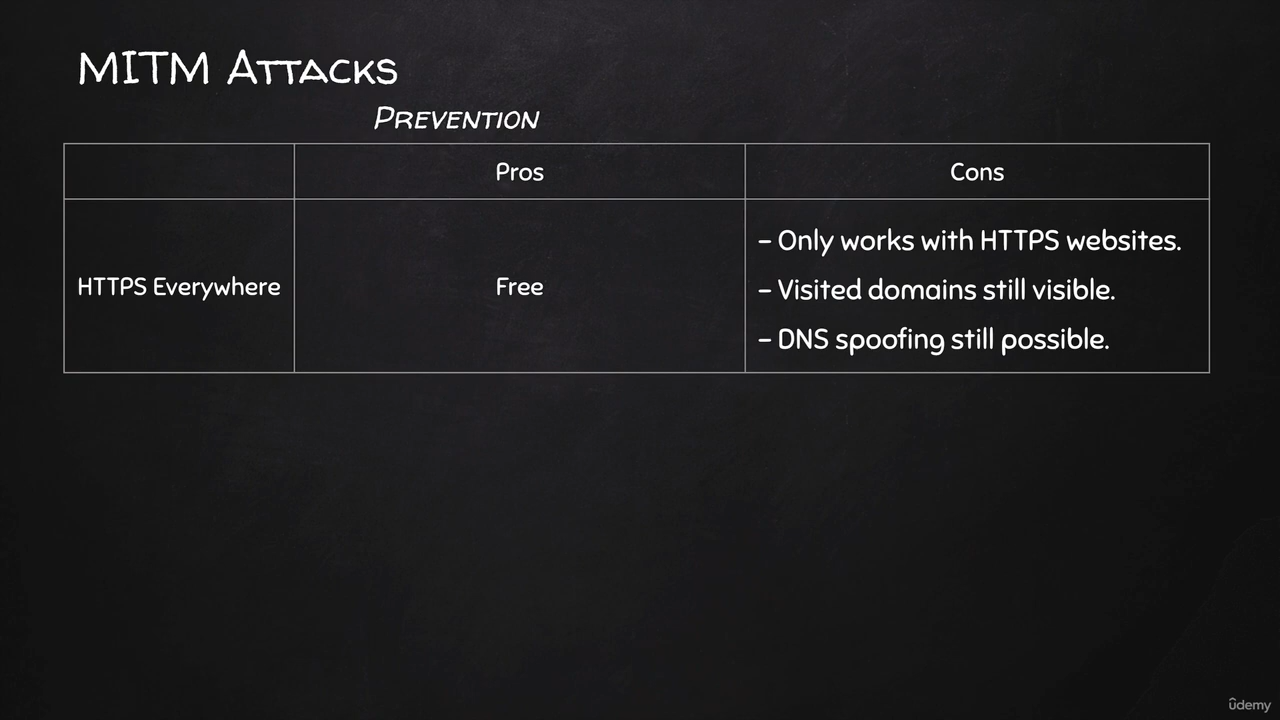 MITM Attacks
Prevention
Pros
Cons
HTTPS Everywhere
Free
- Only works with HTTPS websites.
- Visited domains still visible.
- DNS spoofing still possible.
ûdemy